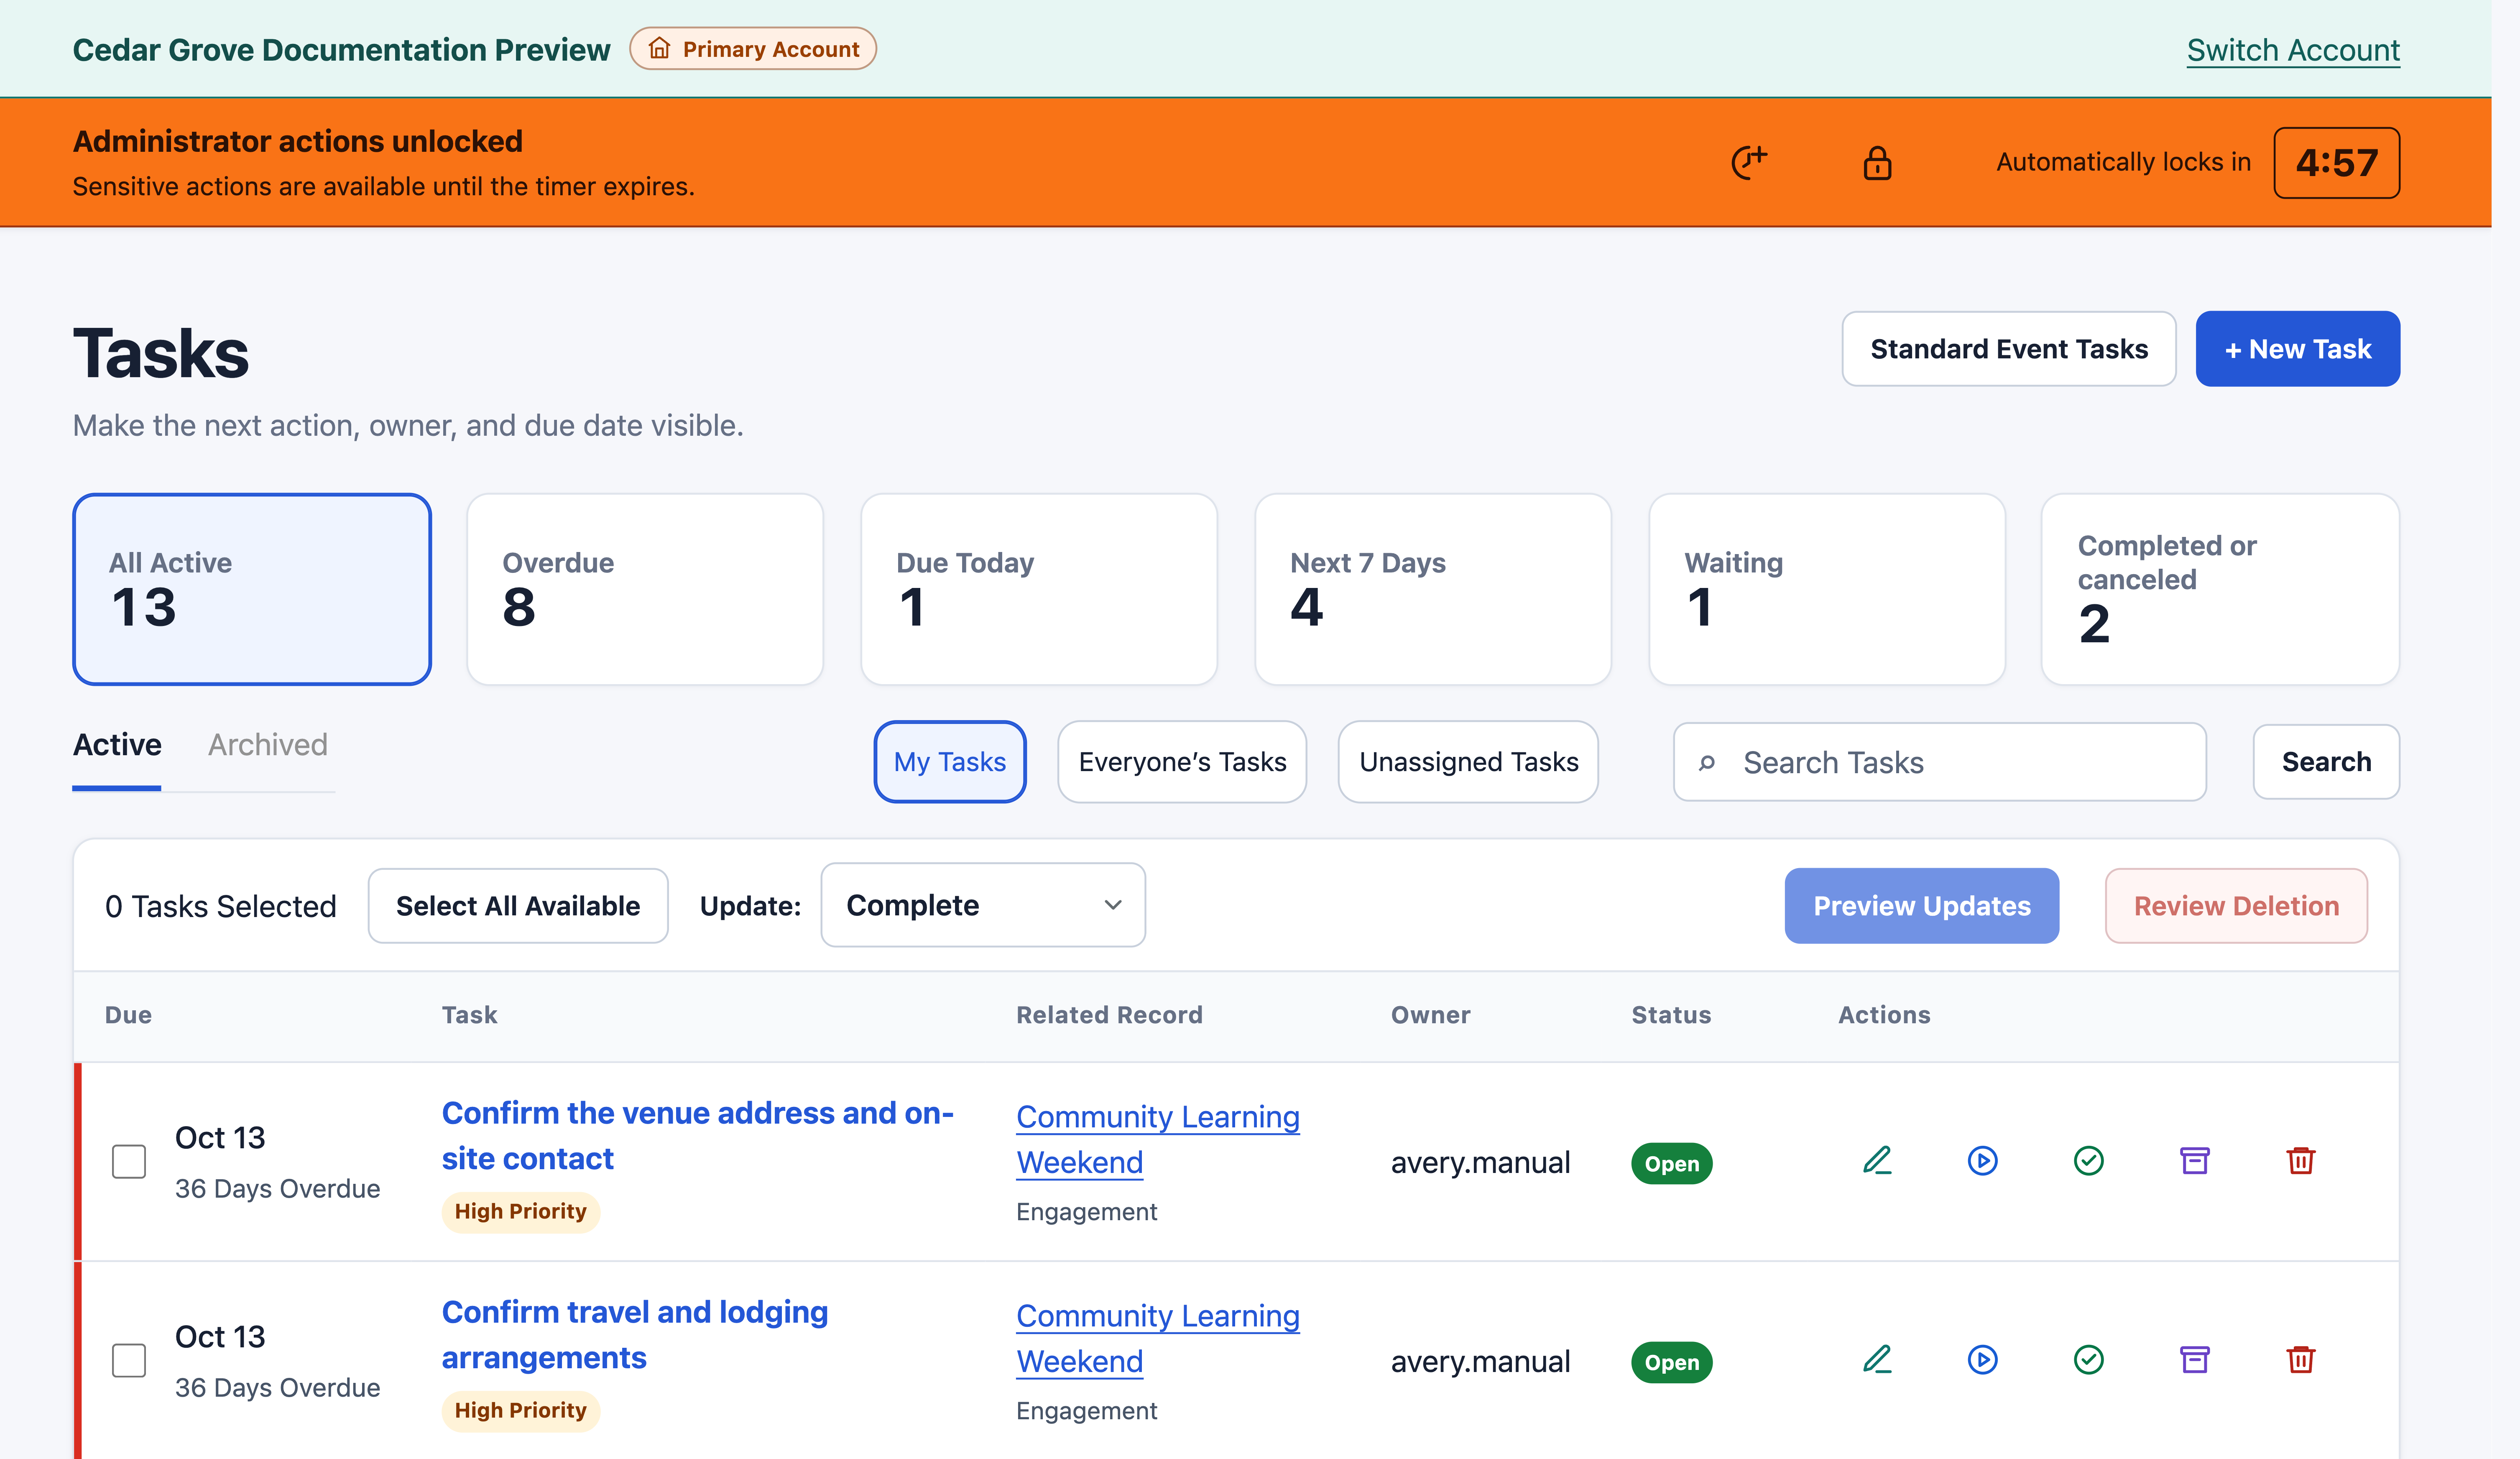 Cedar Grove Documentation Preview
Primary Account
Switch Account
Administrator actions unlocked
Sensitive actions are available until the timer expires.
Automatically locks in
4:57
Tasks
Make the next action, owner, and due date visible.
Standard Event Tasks
+ New Task
All Active
13
Overdue
8
Due Today
1
Next 7 Days
4
Waiting
1
Completed or
canceled
2
Active
Archived
My Tasks
Everyone’s Tasks
Unassigned Tasks
Search Tasks
Search
0 Tasks Selected
Select All Available
Update:
Complete
Preview Updates
Review Deletion
Due
Task
Related Record
Owner
Status
Actions
Oct 13
36 Days Overdue
Confirm the venue address and on-
site contact
High Priority
Community Learning
Weekend
Engagement
avery.manual
Open
Oct 13
36 Days Overdue
Confirm travel and lodging
arrangements
High Priority
Community Learning
Weekend
Engagement
avery.manual
Open